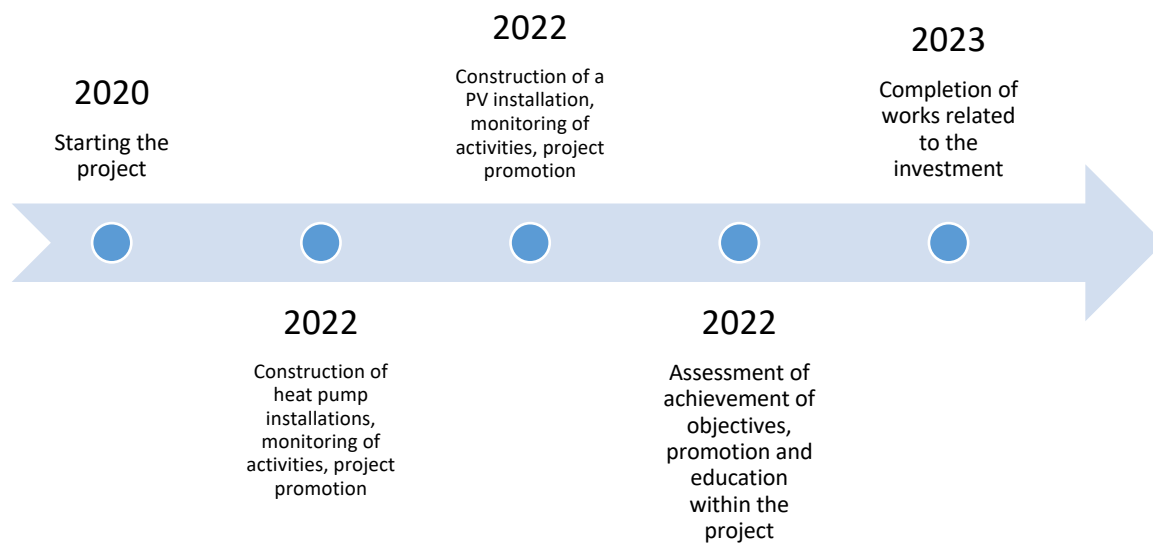 2020
Starting the
project
2022
Construction of
heat pump
installations,
monitoring of
activities, project
promotion
2022
Construction of a
PV installation,
monitoring of
activities, project
promotion
2022
Assessment of
achievement of
objectives,
promotion and
education
within the
project
2023
Completion of
works related
to the
investment